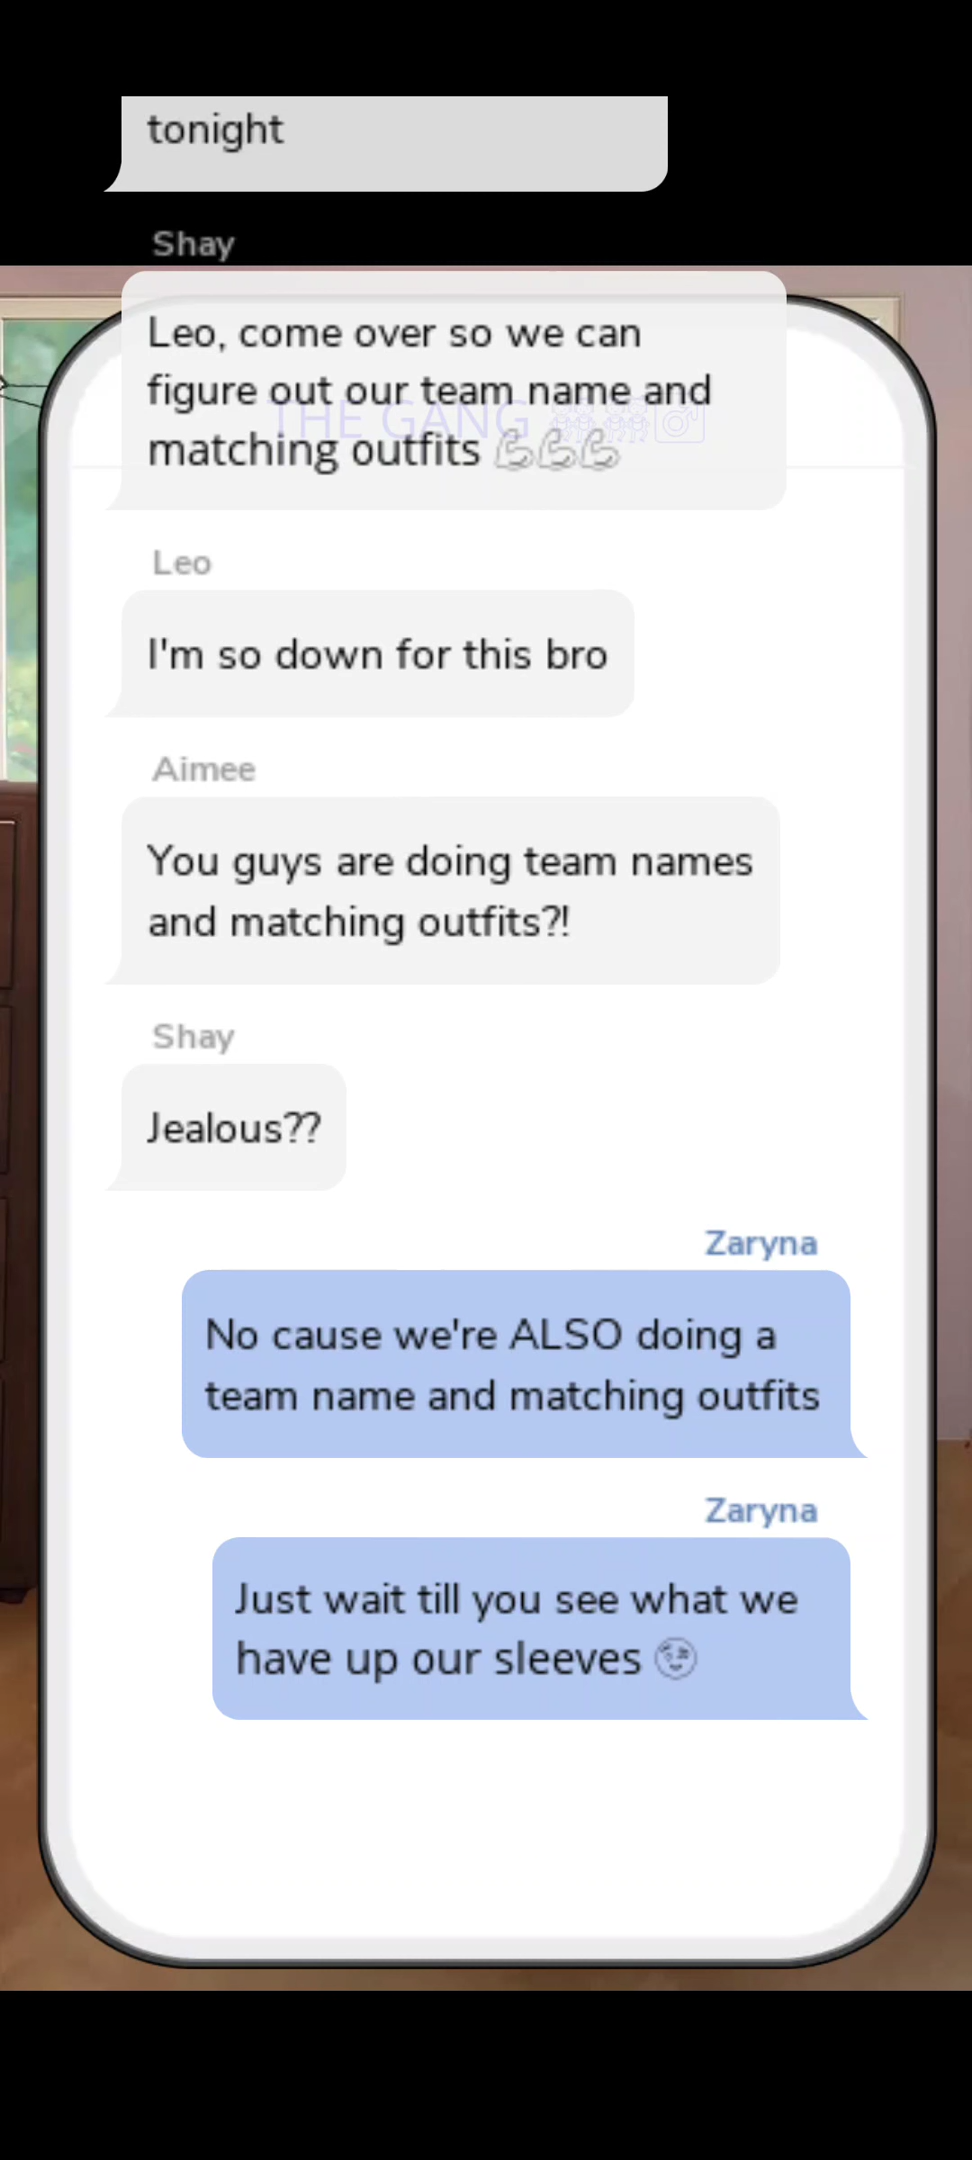 tonight
Shay
Leo, come over so we can
figure out our team name and
THE GANG 👯👯🚹
matching outfits 💪💪💪
Leo
I'm so down for this bro
Aimee
You guys are doing team names
and matching outfits?!
Shay
Jealous??
Zaryna
No cause we're ALSO doing a
team name and matching outfits
Zaryna
Just wait till you see what we
have up our sleeves 😉